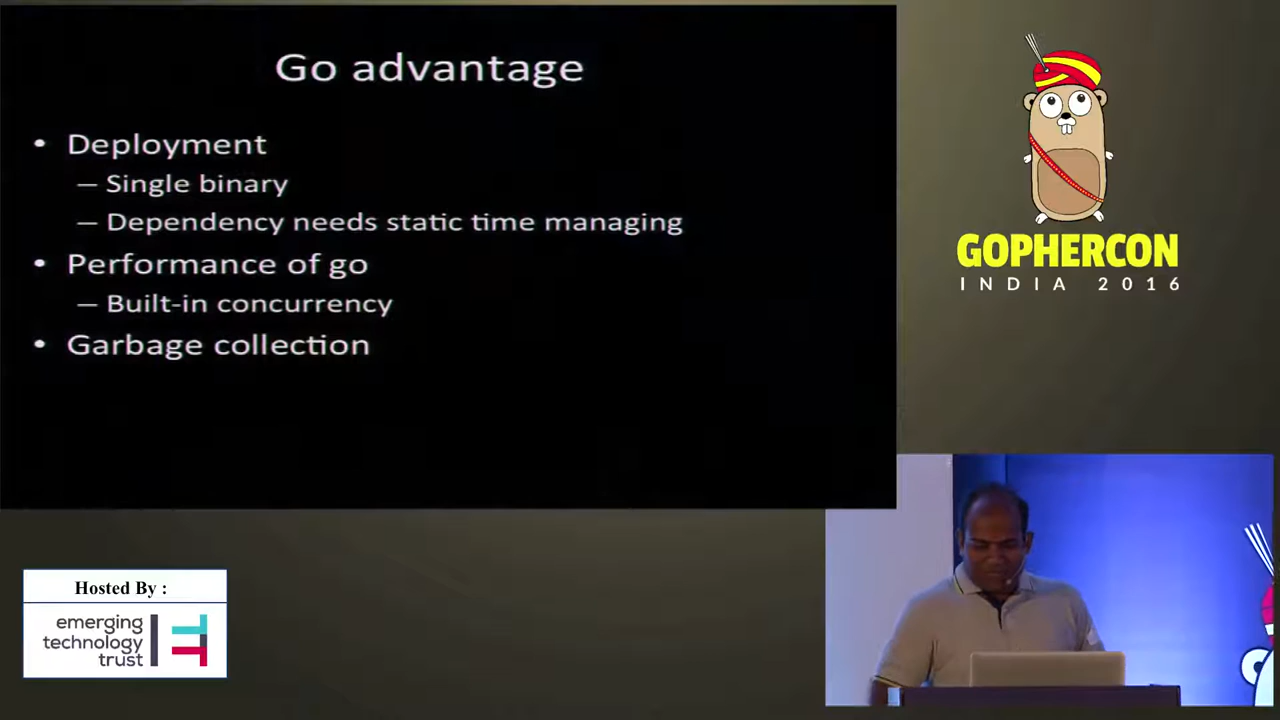 Go advantage
• Deployment
– Single binary
– Dependency needs static time managing
• Performance of go
– Built-in concurrency
• Garbage collection
GOPHERCON
INDIA 2016
Hosted By :
emerging
technology
trust